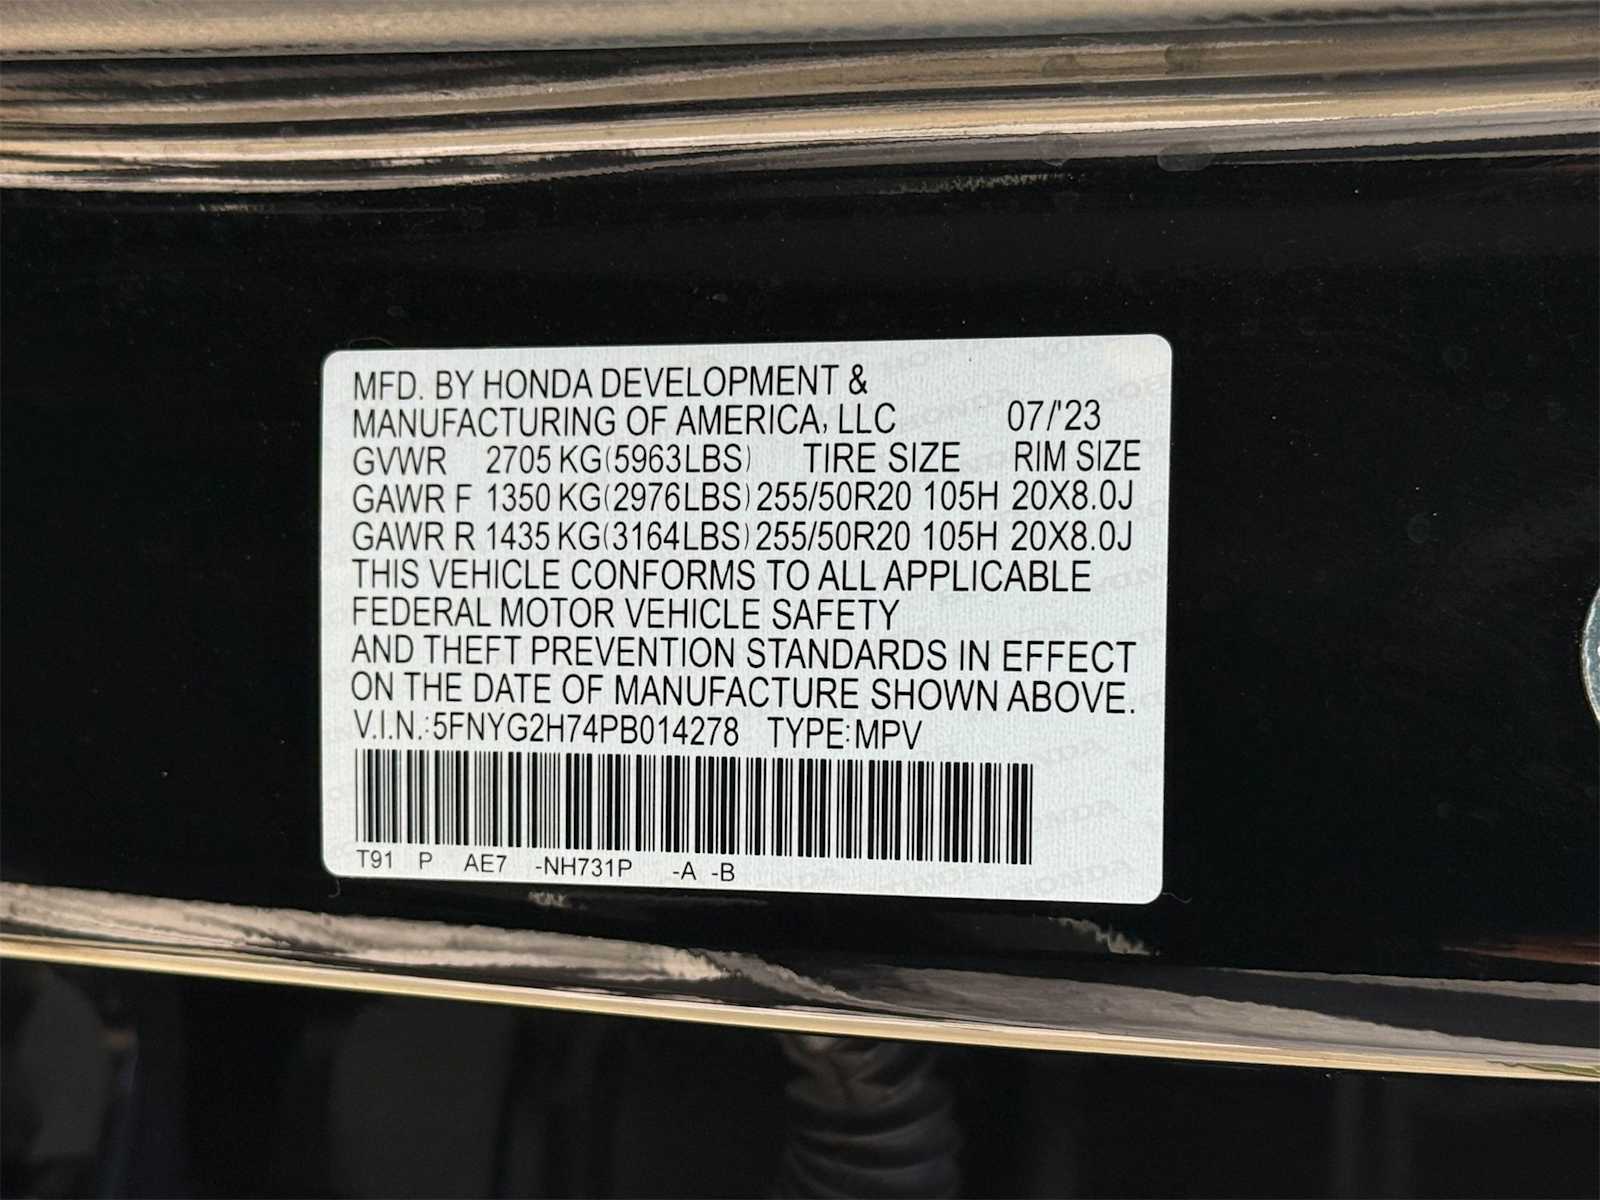 MFD. BY HONDA DEVELOPMENT &
MANUFACTURING OF AMERICA, LLC 07/'23
GVWR 2705 KG(5963LBS) TIRE SIZE RIM SIZE
GAWR F 1350 KG(2976LBS) 255/50R20 105H 20X8.0J
GAWR R 1435 KG(3164LBS) 255/50R20 105H 20X8.0J
THIS VEHICLE CONFORMS TO ALL APPLICABLE
FEDERAL MOTOR VEHICLE SAFETY
AND THEFT PREVENTION STANDARDS IN EFFECT
ON THE DATE OF MANUFACTURE SHOWN ABOVE.
V.I.N.:5FNYG2H74PB014278 TYPE:MPV
T91 P AE7 -NH731P -A -B